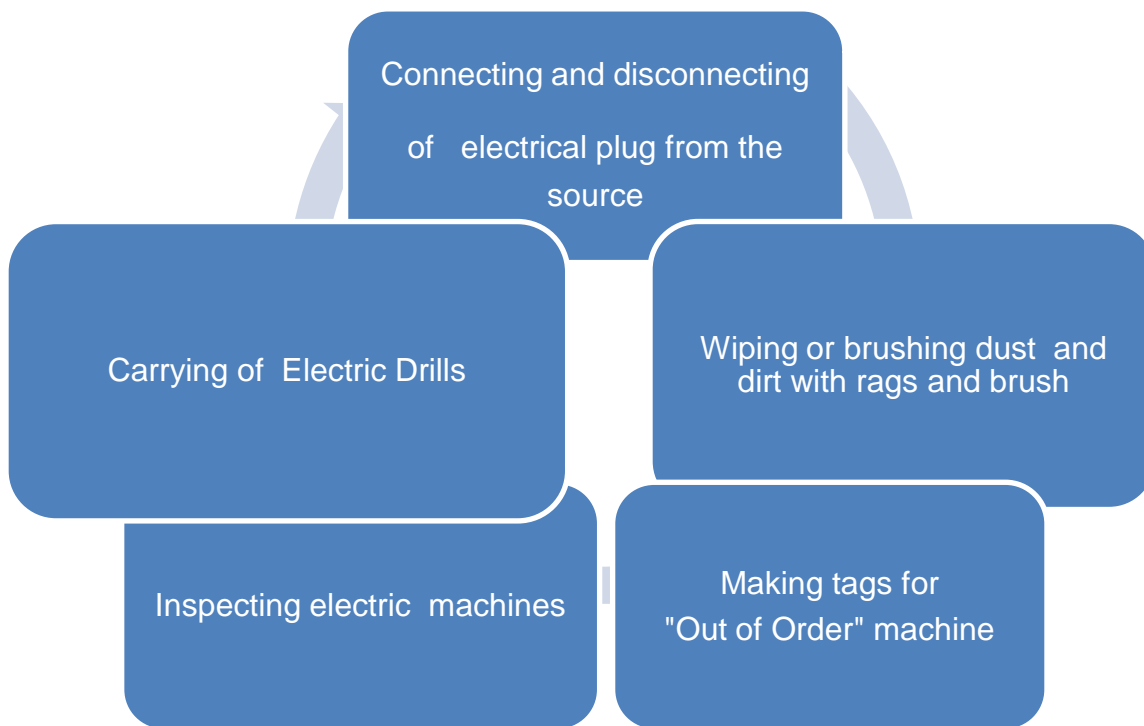 Connecting and disconnecting
of electrical plug from the
source
Wiping or brushing dust and
dirt with rags and brush
Making tags for
"Out of Order" machine
Inspecting electric machines
Carrying of Electric Drills